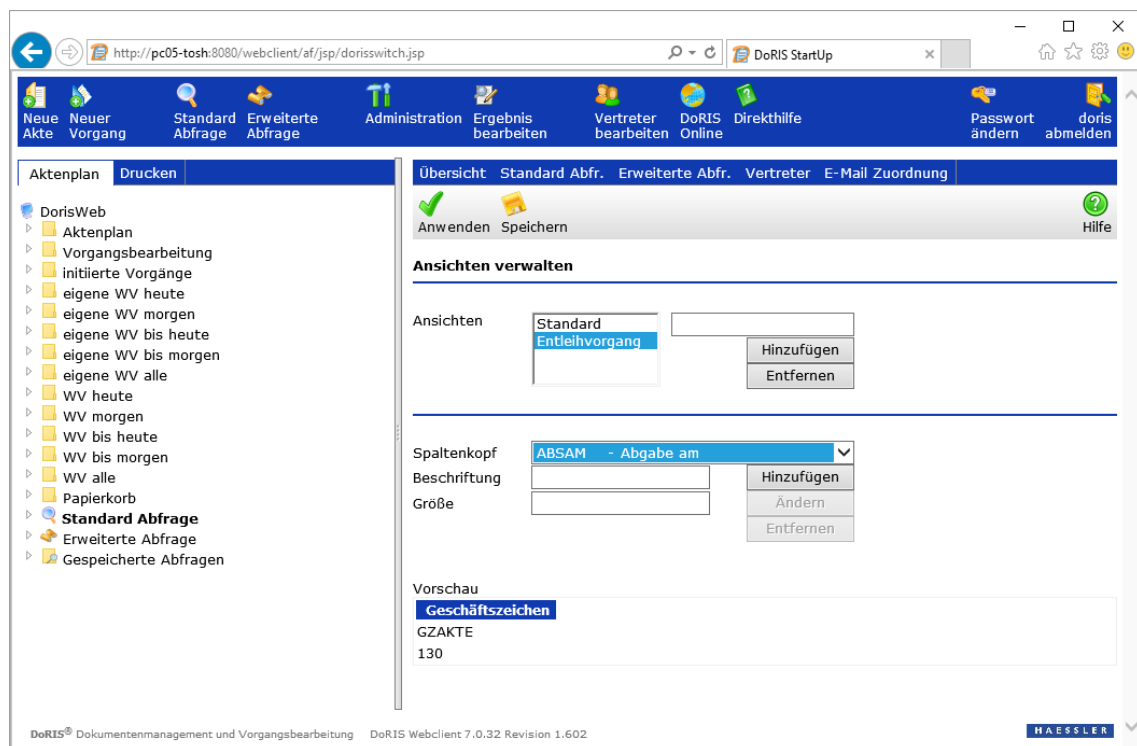 http://pc05-tosh:8080/webclient/af/jsp/dorisswitch.jsp
DoRIS StartUp
Neue Akte
Neuer Vorgang
Standard Abfrage
Erweiterte Abfrage
Administration
Ergebnis bearbeiten
Vertreter bearbeiten
DoRIS Online
Direkthilfe
Passwort ändern
doris abmelden
Aktenplan Drucken
DorisWeb
Aktenplan
Vorgangsbearbeitung
initiierte Vorgänge
eigene WV heute
eigene WV morgen
eigene WV bis heute
eigene WV bis morgen
eigene WV alle
WV heute
WV morgen
WV bis heute
WV bis morgen
WV alle
Papierkorb
Standard Abfrage
Erweiterte Abfrage
Gespeicherte Abfragen
Übersicht Standard Abfr. Erweiterte Abfr. Vertreter E-Mail Zuordnung
Anwenden Speichern Hilfe
Ansichten verwalten
Ansichten
Standard
Entleihvorgang
Hinzufügen
Entfernen
Spaltenkopf ABSAM - Abgabe am
Beschriftung Hinzufügen
Größe Ändern
Entfernen
Vorschau
Geschäftszeichen
GZAKTE
130
DoRIS® Dokumentenmanagement und Vorgangsbearbeitung DoRIS Webclient 7.0.32 Revision 1.602
HAESSLER